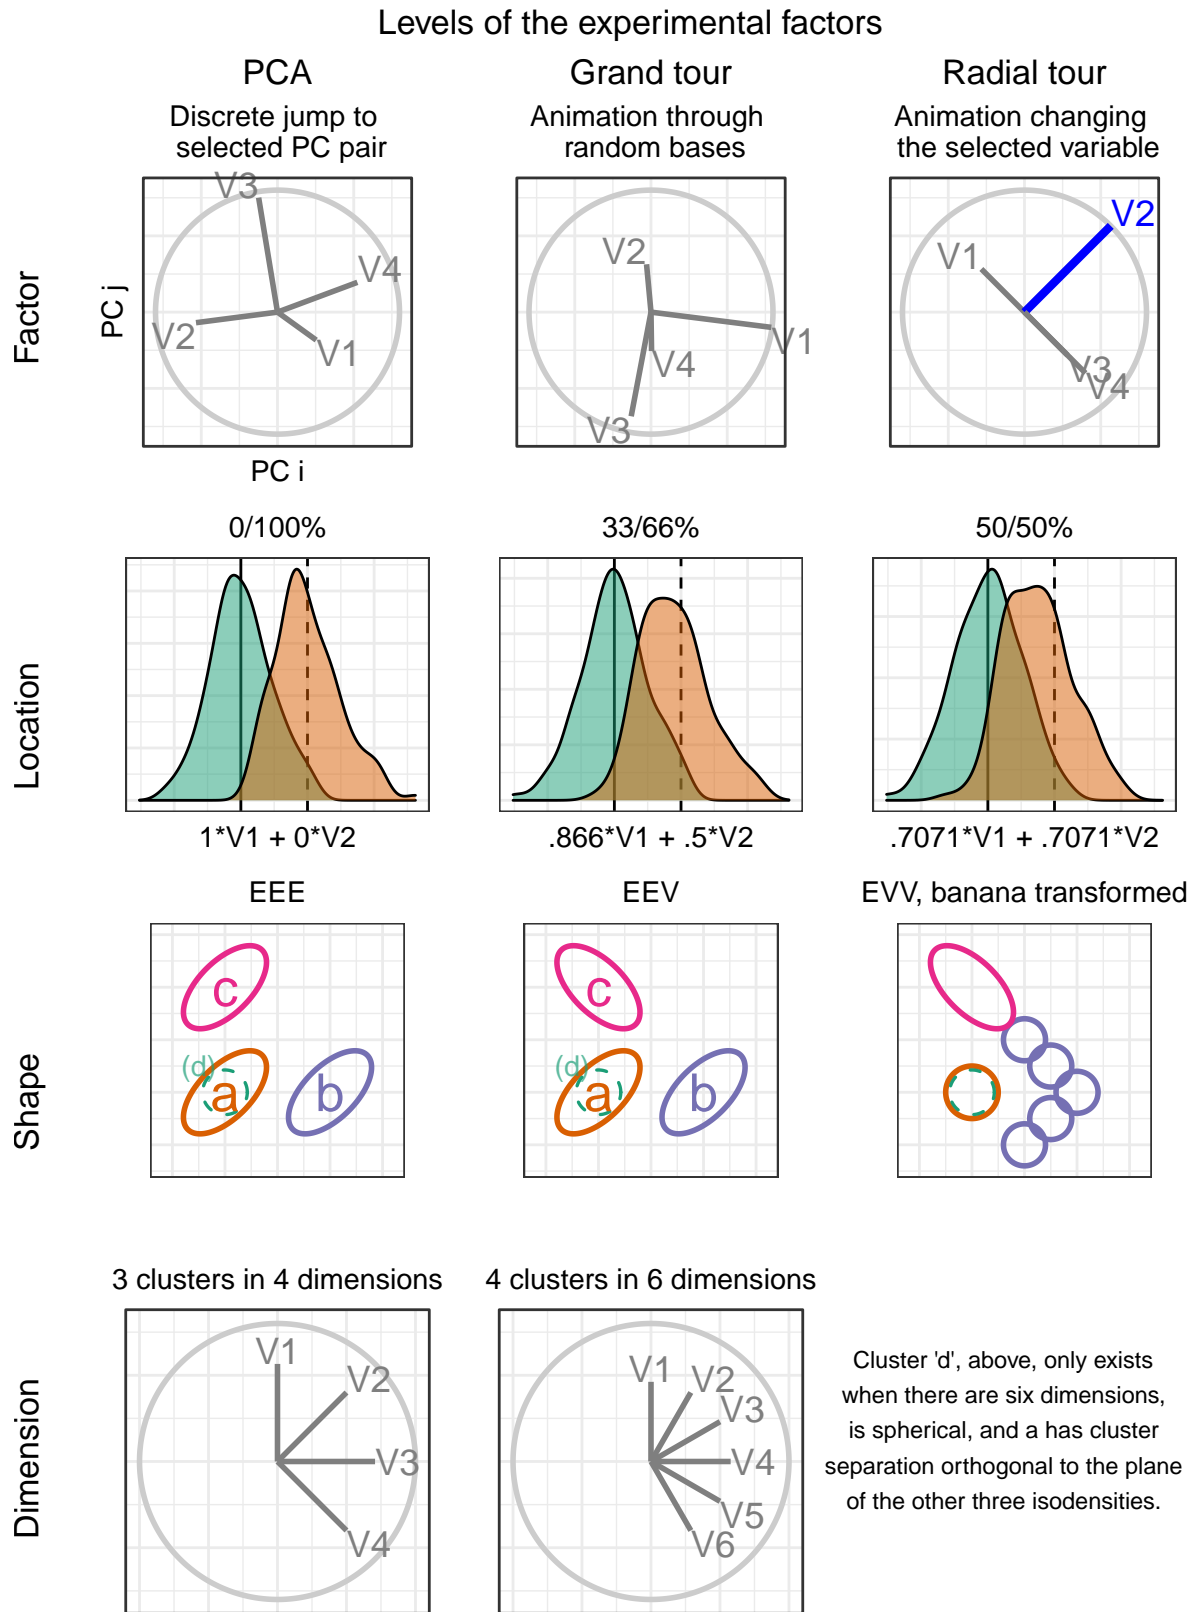 Levels of the experimental factors
PCA
Grand tour
Radial tour
Discrete jump to
selected PC pair
Animation through
random bases
Animation changing
the selected variable
Factor
PC j
V3
V4
V2
V1
PC i
V2
V1
V4
V3
V2
V1
V3
V4
Location
0/100%
33/66%
50/50%
1*V1 + 0*V2
.866*V1 + .5*V2
.7071*V1 + .7071*V2
Shape
EEE
EEV
EVV, banana transformed
c
(d)
a
b
c
(d)
a
b
Dimension
3 clusters in 4 dimensions
4 clusters in 6 dimensions
V1
V2
V3
V4
V1
V2
V3
V4
V5
V6
Cluster 'd', above, only exists
when there are six dimensions,
is spherical, and a has cluster
separation orthogonal to the plane
of the other three isodensities.